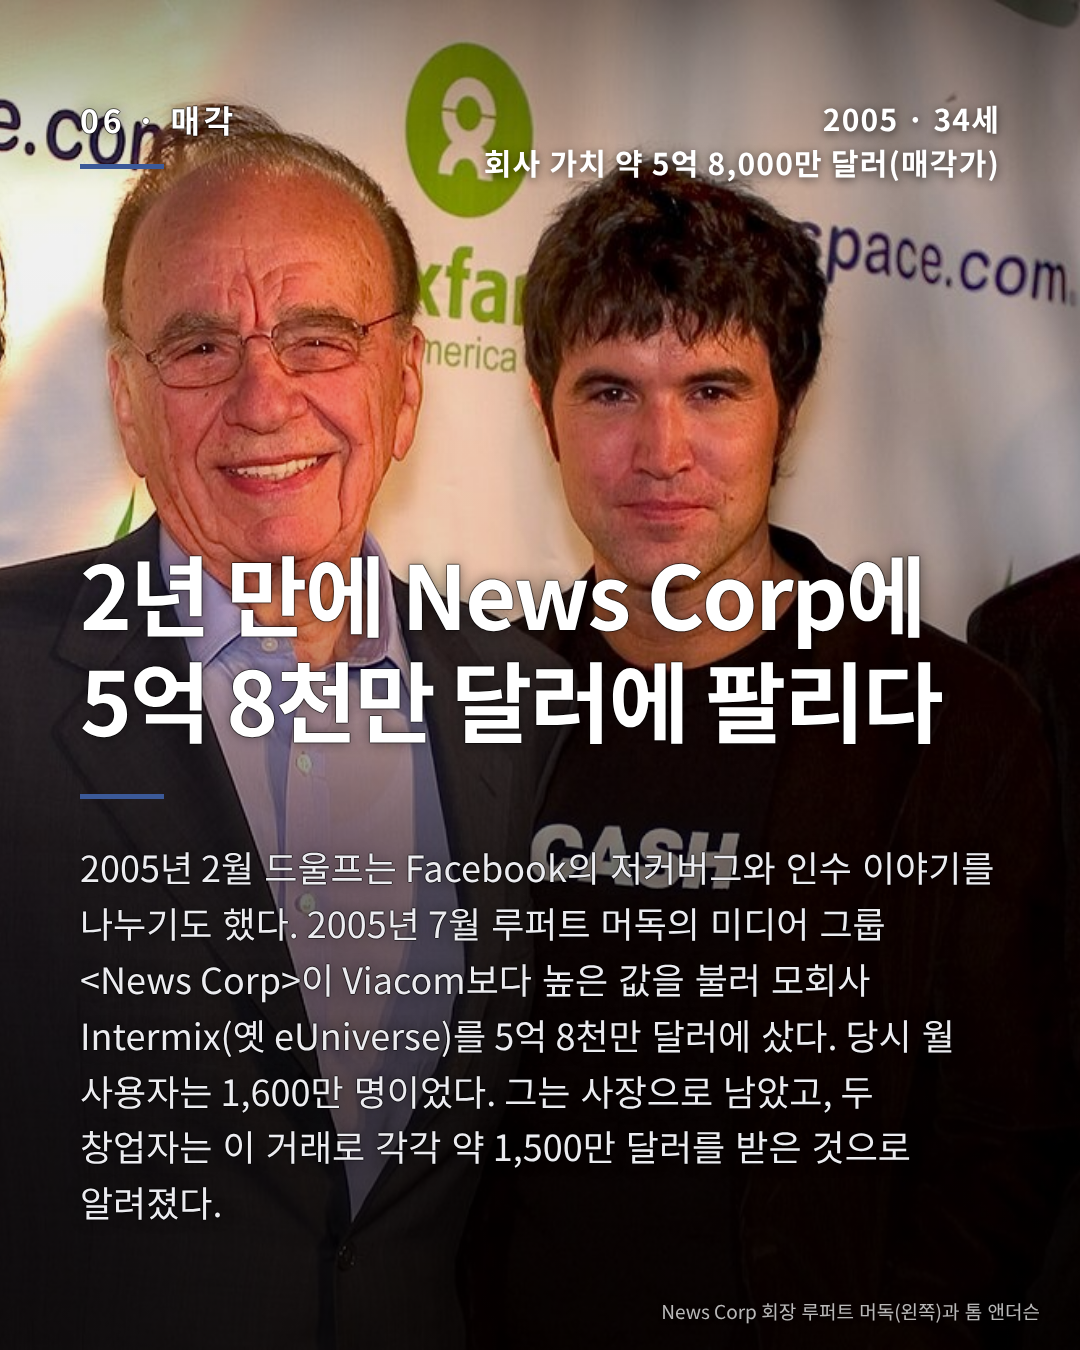 e.com
06 · 매각
2005 · 34세
회사 가치 약 5억 8,000만 달러(매각가)
space.com
xfa
merica
2년 만에 News Corp에
5억 8천만 달러에 팔리다
CASH
2005년 2월 드울프는 Facebook의 저커버그와 인수 이야기를
나누기도 했다. 2005년 7월 루퍼트 머독의 미디어 그룹
<News Corp>이 Viacom보다 높은 값을 불러 모회사
Intermix(옛 eUniverse)를 5억 8천만 달러에 샀다. 당시 월
사용자는 1,600만 명이었다. 그는 사장으로 남았고, 두
창업자는 이 거래로 각각 약 1,500만 달러를 받은 것으로
알려졌다.
News Corp 회장 루퍼트 머독(왼쪽)과 톰 앤더슨